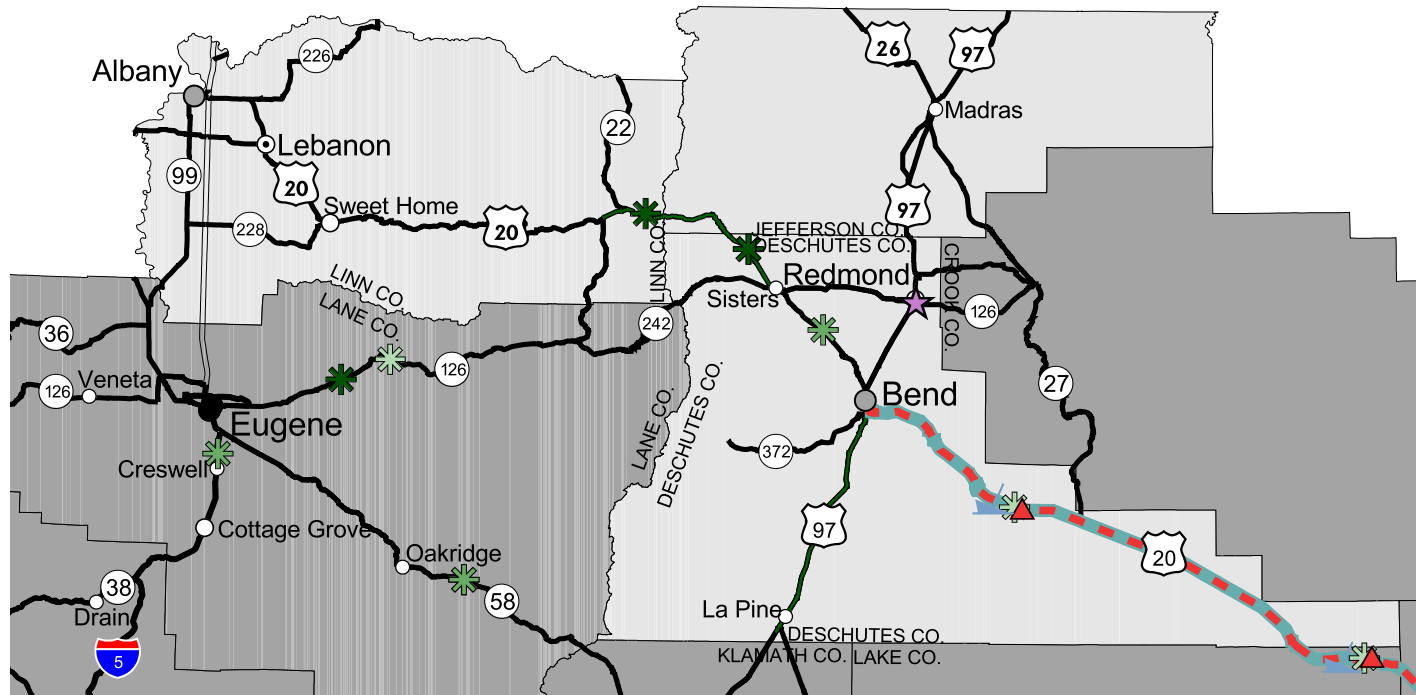 226
26
97
Albany
Madras
22
Lebanon
99
20
97
Sweet Home
228
20
JEFFERSON CO.
DESCHUTES CO.
LINN CO.
CROOK CO.
LINN CO.
LANE CO.
Redmond
Sisters
126
242
36
126
126
Veneta
27
Bend
Eugene
LANE CO.
DESCHUTES CO.
372
Creswell
97
Cottage Grove
20
Oakridge
38
58
Drain
La Pine
DESCHUTES CO.
KLAMATH CO.
LAKE CO.
5